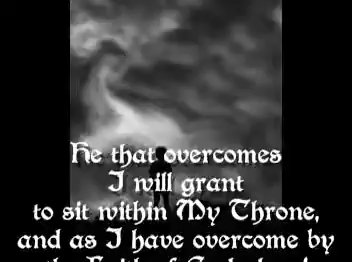 He that overcomes
I will grant
to sit within My Throne,
and as I have overcome by